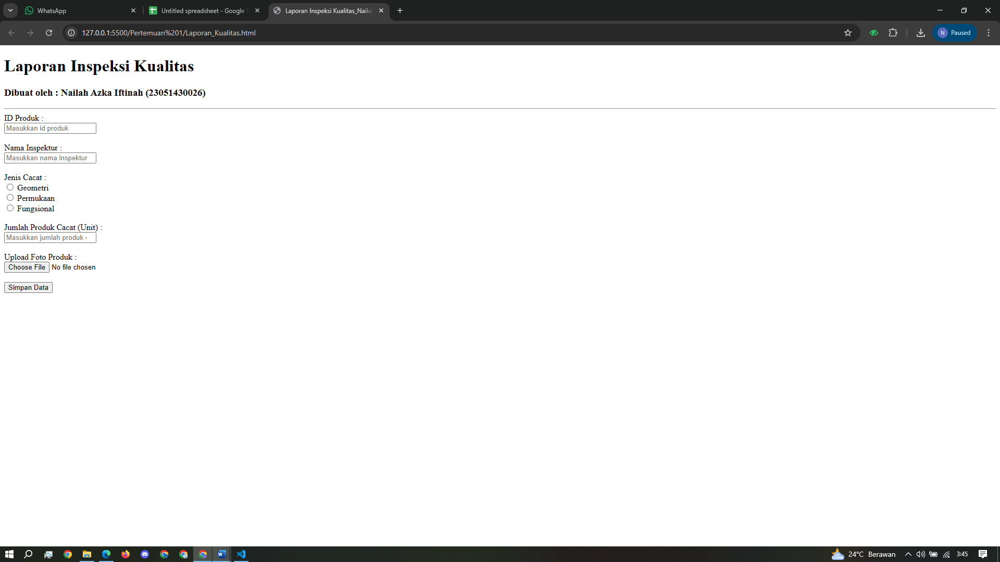 WhatsApp
Untitled spreadsheet - Google
Laporan Inspeksi Kualitas_Naila
127.0.0.1:5500/Pertemuan%201/Laporan_Kualitas.html
N Paused
Laporan Inspeksi Kualitas
Dibuat oleh : Nailah Azka Iftinah (23051430026)
ID Produk :
Masukkan id produk
Nama Inspektur :
Masukkan nama inspektur
Jenis Cacat :
Geometri
Permukaan
Fungsional
Jumlah Produk Cacat (Unit) :
Masukkan jumlah produk
Upload Foto Produk :
Choose File No file chosen
Simpan Data
24°C Berawan
3:45